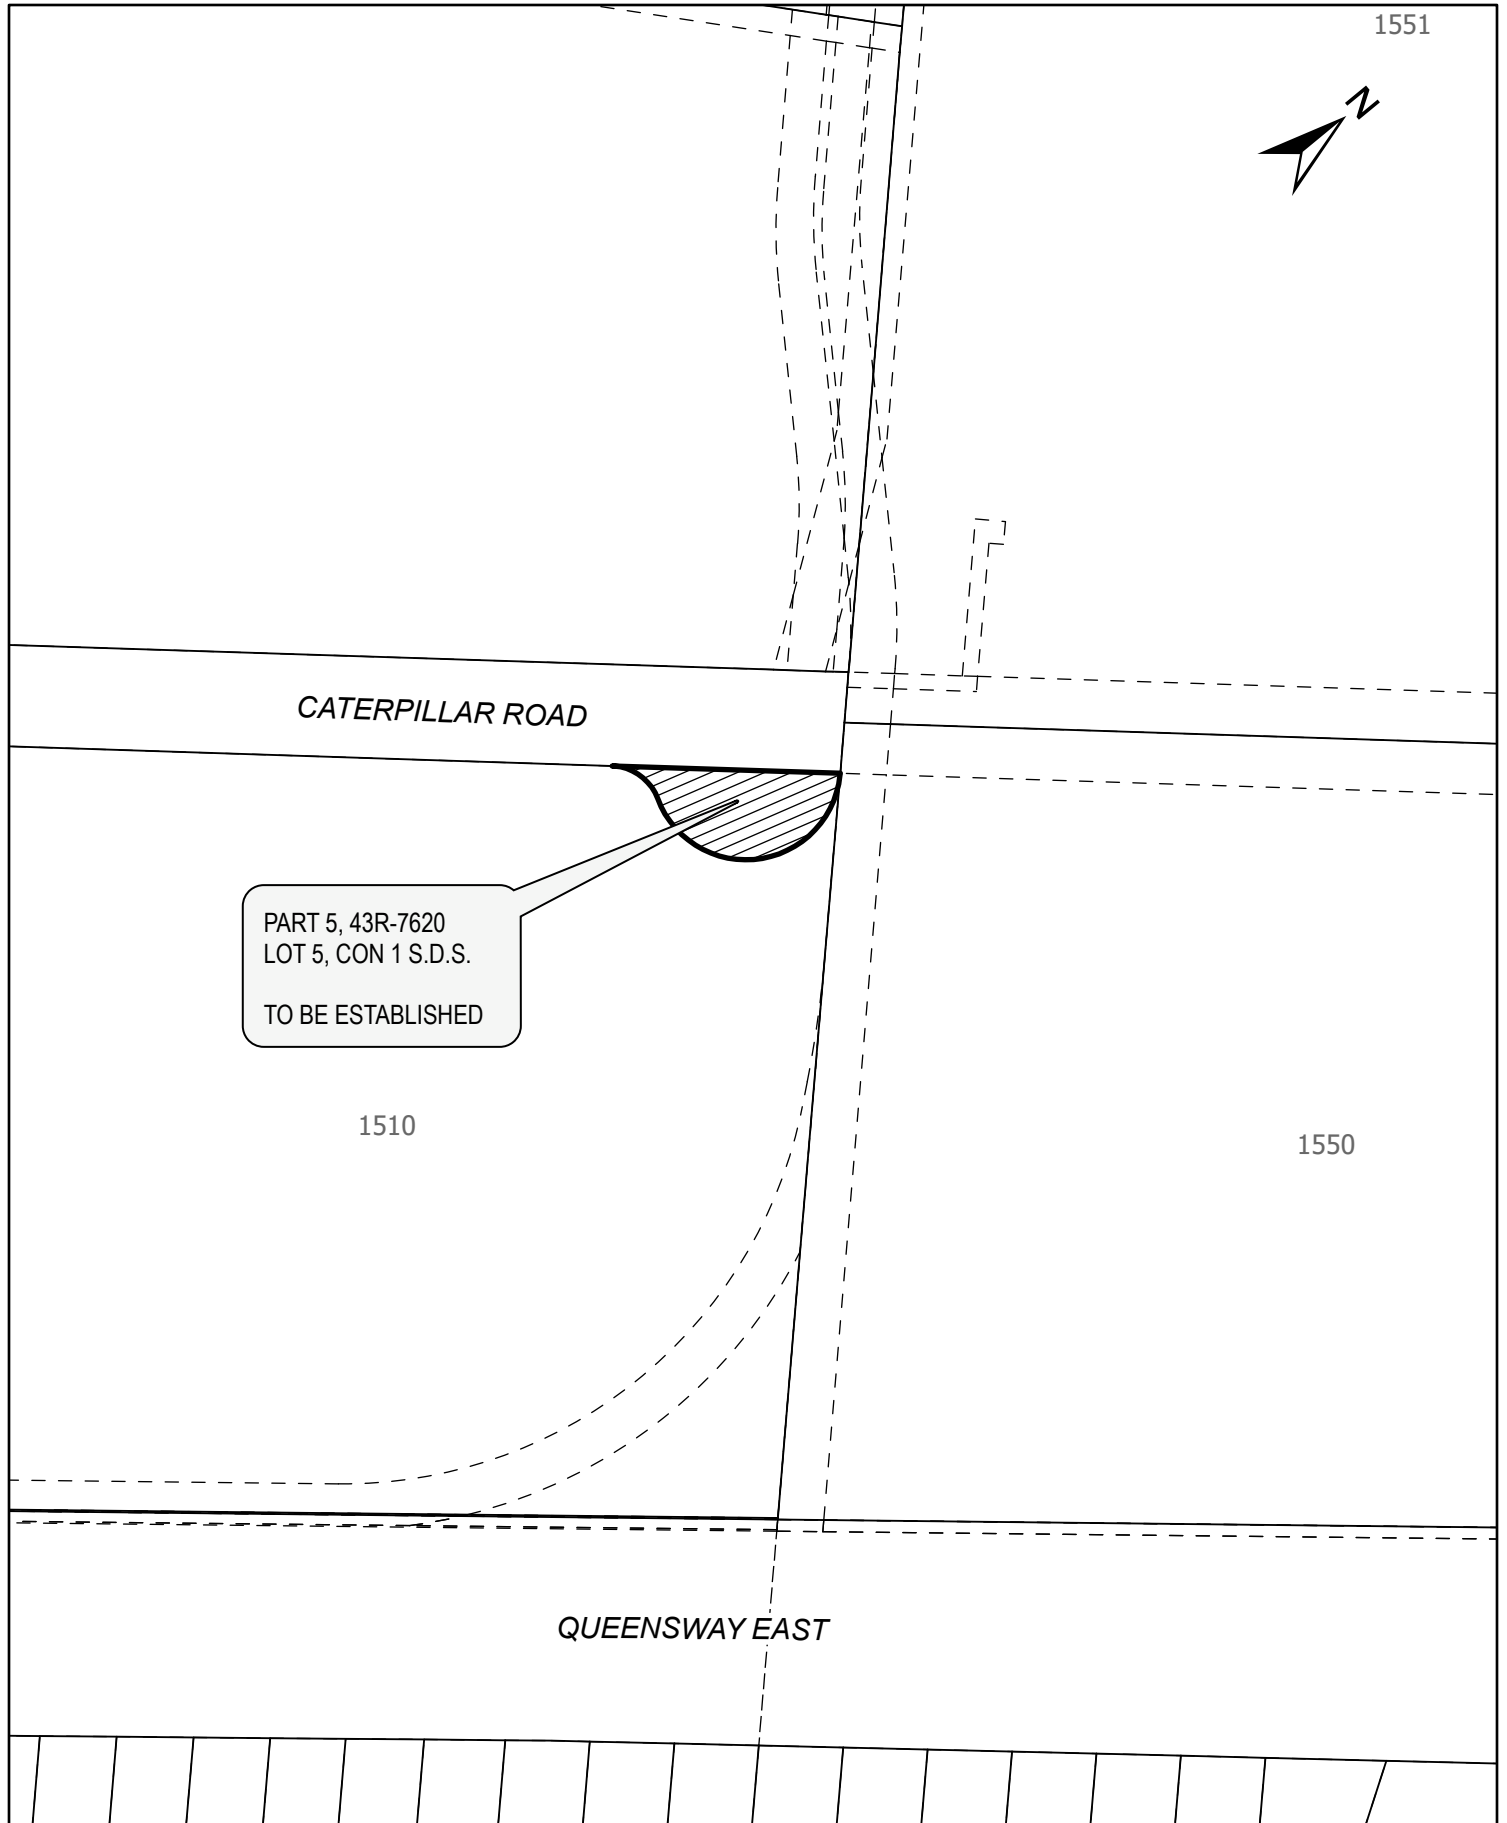 1551
N
CATERPILLAR ROAD
PART 5, 43R-7620
LOT 5, CON 1 S.D.S.
TO BE ESTABLISHED
1510
1550
QUEENSWAY EAST